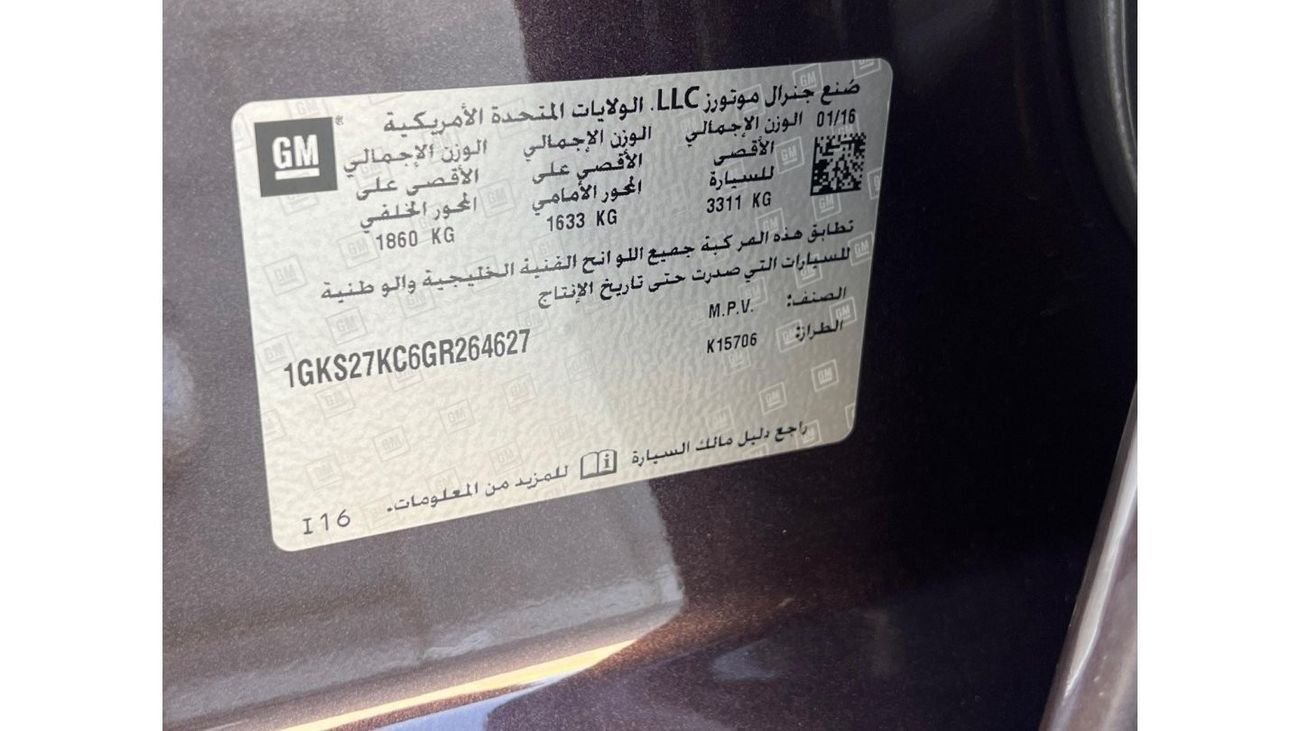 صُنع جنرال موتورز LLC. الولايات المتحدة الأمريكية
GM
01/16 الوزن الإجمالي الوزن الإجمالي الوزن الإجمالي
الأقصى الأقصى على الأقصى على
للسيارة المحور الأمامي المحور الخلفي
3311 KG 1633 KG 1860 KG
تطابق هذه المركبة جميع اللوائح الفنية الخليجية والوطنية
للسيارات التي صدرت حتى تاريخ الإنتاج
الصنف: M.P.V.
الطراز: K15706
1GKS27KC6GR264627
راجع دليل مالك السيارة للمزيد من المعلومات.
I16